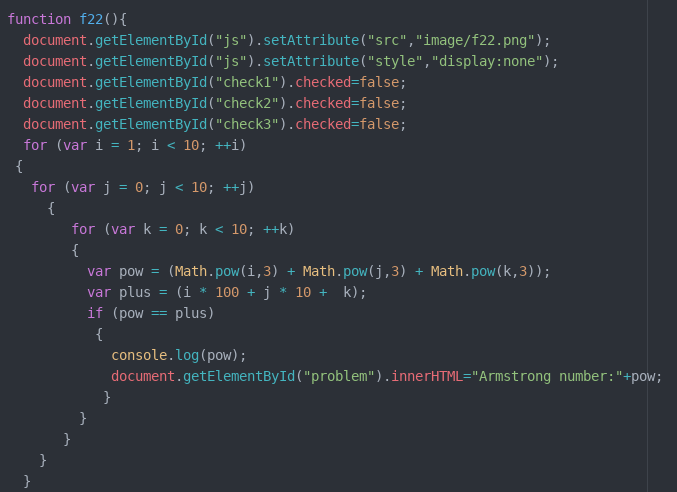 function f22(){
  document.getElementById("js").setAttribute("src","image/f22.png");
  document.getElementById("js").setAttribute("style","display:none");
  document.getElementById("check1").checked=false;
  document.getElementById("check2").checked=false;
  document.getElementById("check3").checked=false;
  for (var i = 1; i < 10; ++i)
 {
   for (var j = 0; j < 10; ++j)
     {
        for (var k = 0; k < 10; ++k)
        {
          var pow = (Math.pow(i,3) + Math.pow(j,3) + Math.pow(k,3));
          var plus = (i * 100 + j * 10 +  k);
          if (pow == plus)
           {
             console.log(pow);
             document.getElementById("problem").innerHTML="Armstrong number:"+pow;
            }
         }
       }
    }
  }